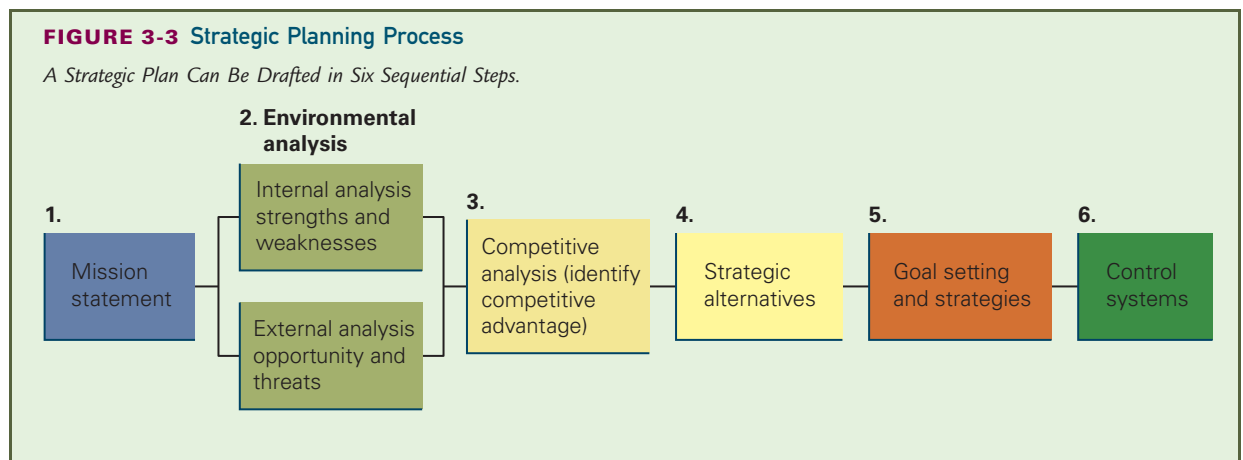 FIGURE 3-3 Strategic Planning Process
A Strategic Plan Can Be Drafted in Six Sequential Steps.
1.
Mission
statement
2. Environmental
analysis
Internal analysis
strengths and
weaknesses
External analysis
opportunity and
threats
3.
Competitive
analysis (identify
competitive
advantage)
4.
Strategic
alternatives
5.
Goal setting
and strategies
6.
Control
systems